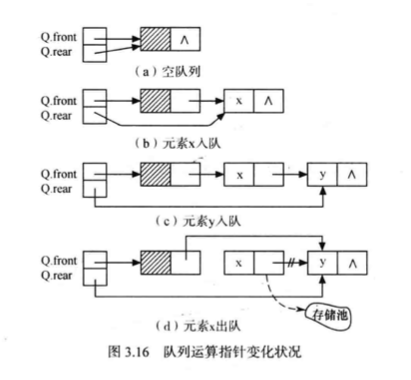 Q.front
Q.rear
∧
(a) 空队列
Q.front
Q.rear
x ∧
(b) 元素x入队
Q.front
Q.rear
x y ∧
(c) 元素y入队
Q.front
Q.rear
x y ∧
存储池
(d) 元素x出队
图 3.16 队列运算指针变化状况